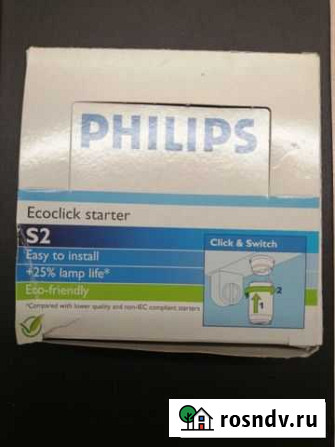 PHILIPS
Ecoclick starter
S2
Easy to install
+25% lamp life*
Eco-friendly
*Compared with lower quality and non-IEC compliant starters
Click & Switch
2
1
rosndv.ru